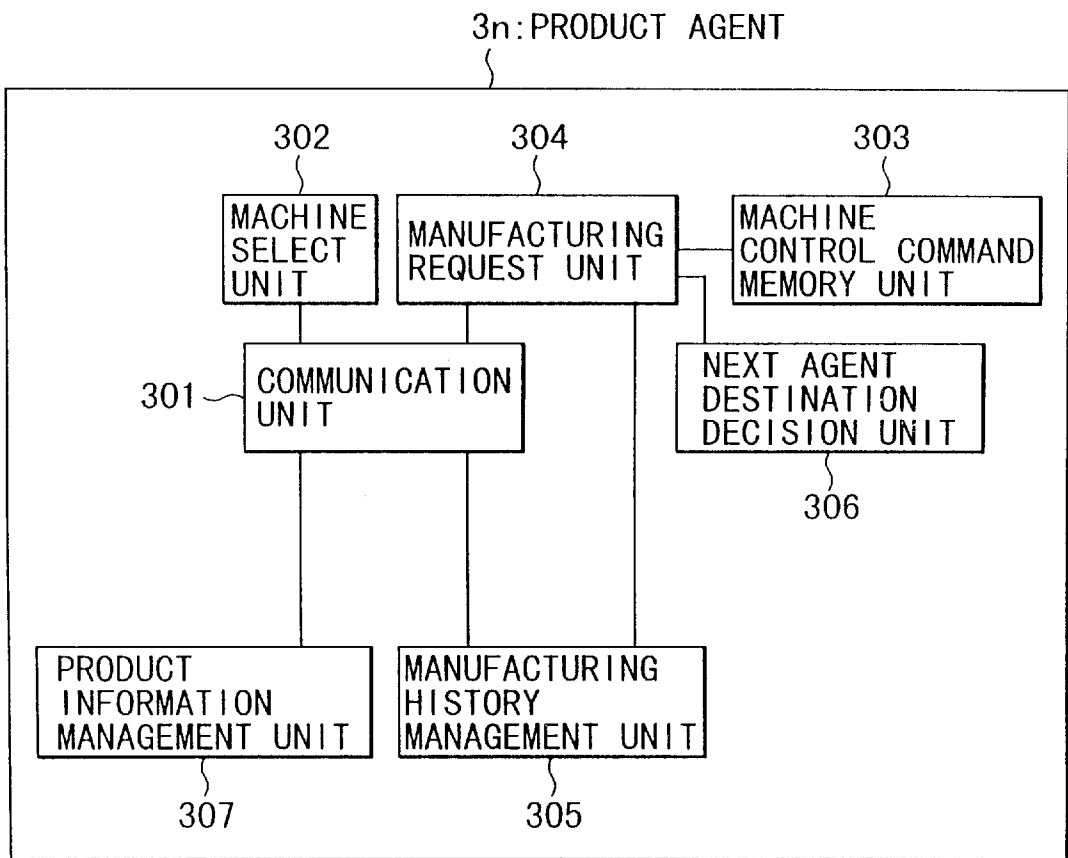 3n:PRODUCT AGENT
302
304
303
MACHINE
SELECT
UNIT
MANUFACTURING
REQUEST UNIT
MACHINE
CONTROL COMMAND
MEMORY UNIT
301
COMMUNICATION
UNIT
NEXT AGENT
DESTINATION
DECISION UNIT
306
PRODUCT
INFORMATION
MANAGEMENT UNIT
MANUFACTURING
HISTORY
MANAGEMENT UNIT
307
305